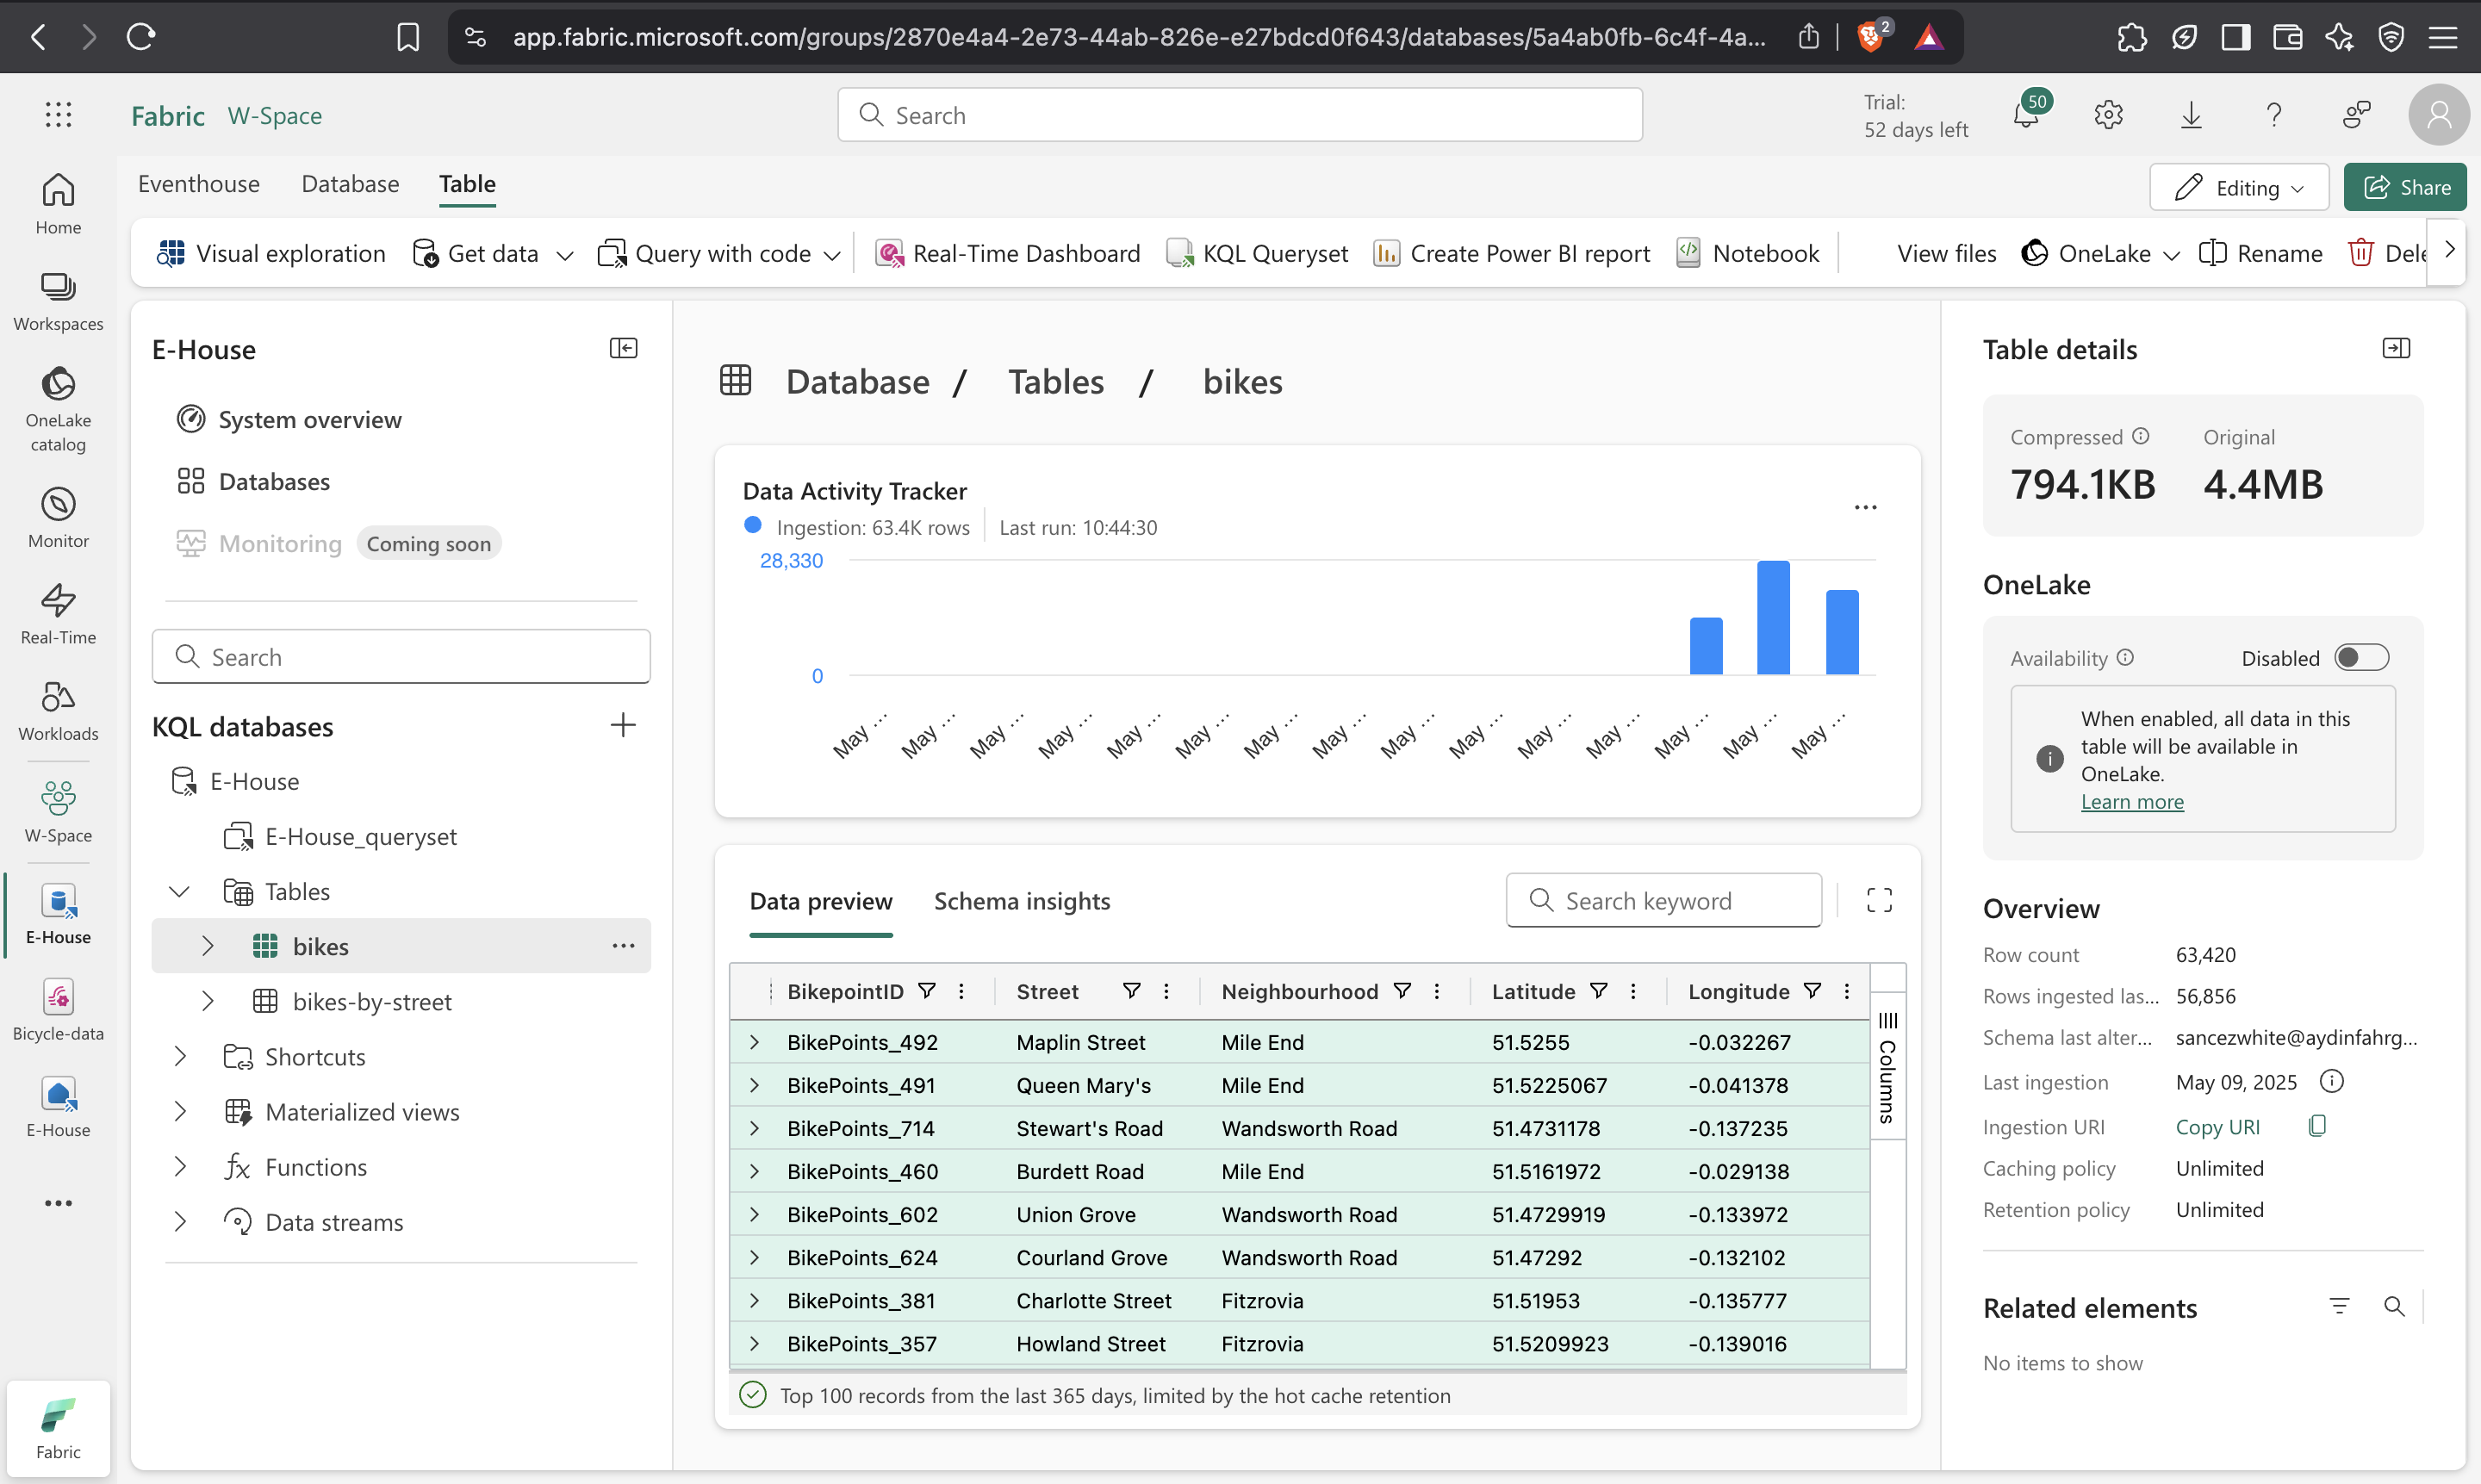 app.fabric.microsoft.com/groups/2870e4a4-2e73-44ab-826e-e27bdcd0f643/databases/5a4ab0fb-6c4f-4a...
2
Fabric W-Space
Search
Trial:
52 days left
50
Home
Workspaces
OneLake
catalog
Monitor
Real-Time
Workloads
W-Space
E-House
Bicycle-data
E-House
Fabric
Eventhouse Database Table
Editing
Share
Visual exploration Get data Query with code Real-Time Dashboard KQL Queryset Create Power BI report Notebook View files OneLake Rename Dele
E-House
System overview
Databases
Monitoring Coming soon
Search
KQL databases
E-House
E-House_queryset
Tables
bikes
bikes-by-street
Shortcuts
Materialized views
Functions
Data streams
Database / Tables / bikes
Data Activity Tracker
Ingestion: 63.4K rows Last run: 10:44:30
28,330
0
May ... May ... May ... May ... May ... May ... May ... May ... May ... May ... May ... May ... May ... May ... May ...
Data preview Schema insights
Search keyword
BikepointID Street Neighbourhood Latitude Longitude
BikePoints_492 Maplin Street Mile End 51.5255 -0.032267
BikePoints_491 Queen Mary's Mile End 51.5225067 -0.041378
BikePoints_714 Stewart's Road Wandsworth Road 51.4731178 -0.137235
BikePoints_460 Burdett Road Mile End 51.5161972 -0.029138
BikePoints_602 Union Grove Wandsworth Road 51.4729919 -0.133972
BikePoints_624 Courland Grove Wandsworth Road 51.47292 -0.132102
BikePoints_381 Charlotte Street Fitzrovia 51.51953 -0.135777
BikePoints_357 Howland Street Fitzrovia 51.5209923 -0.139016
Columns
Top 100 records from the last 365 days, limited by the hot cache retention
Table details
Compressed Original
794.1KB 4.4MB
OneLake
Availability Disabled
When enabled, all data in this
table will be available in
OneLake.
Learn more
Overview
Row count 63,420
Rows ingested las... 56,856
Schema last alter... sancezwhite@aydinfahrg...
Last ingestion May 09, 2025
Ingestion URI Copy URI
Caching policy Unlimited
Retention policy Unlimited
Related elements
No items to show